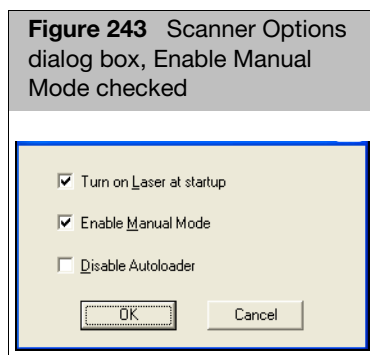 Figure 243 Scanner Options
dialog box, Enable Manual
Mode checked
Turn on Laser at startup
Enable Manual Mode
Disable Autoloader
OK Cancel